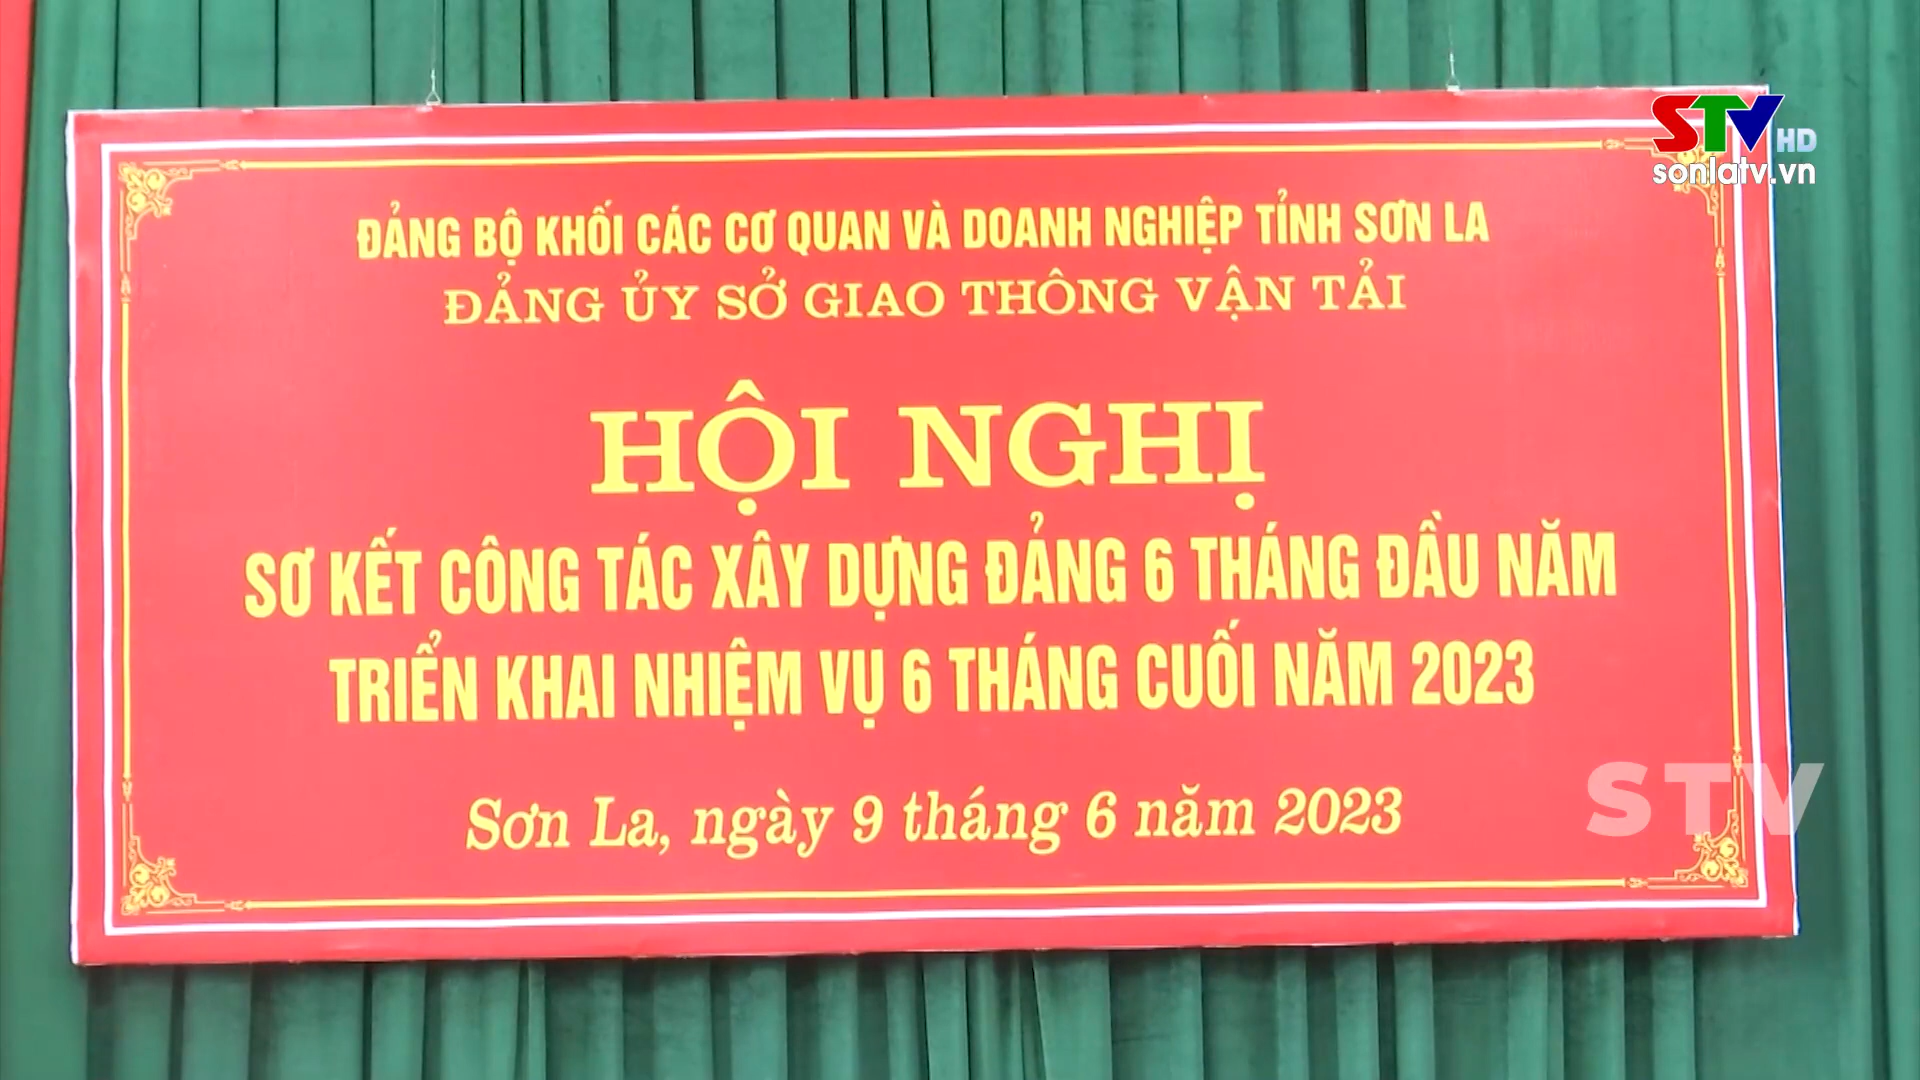 STV HD
sonlatv.vn
ĐẢNG BỘ KHỐI CÁC CƠ QUAN VÀ DOANH NGHIỆP TỈNH SƠN LA
ĐẢNG ỦY SỞ GIAO THÔNG VẬN TẢI
HỘI NGHỊ
SƠ KẾT CÔNG TÁC XÂY DỰNG ĐẢNG 6 THÁNG ĐẦU NĂM
TRIỂN KHAI NHIỆM VỤ 6 THÁNG CUỐI NĂM 2023
STV
Sơn La, ngày 9 tháng 6 năm 2023